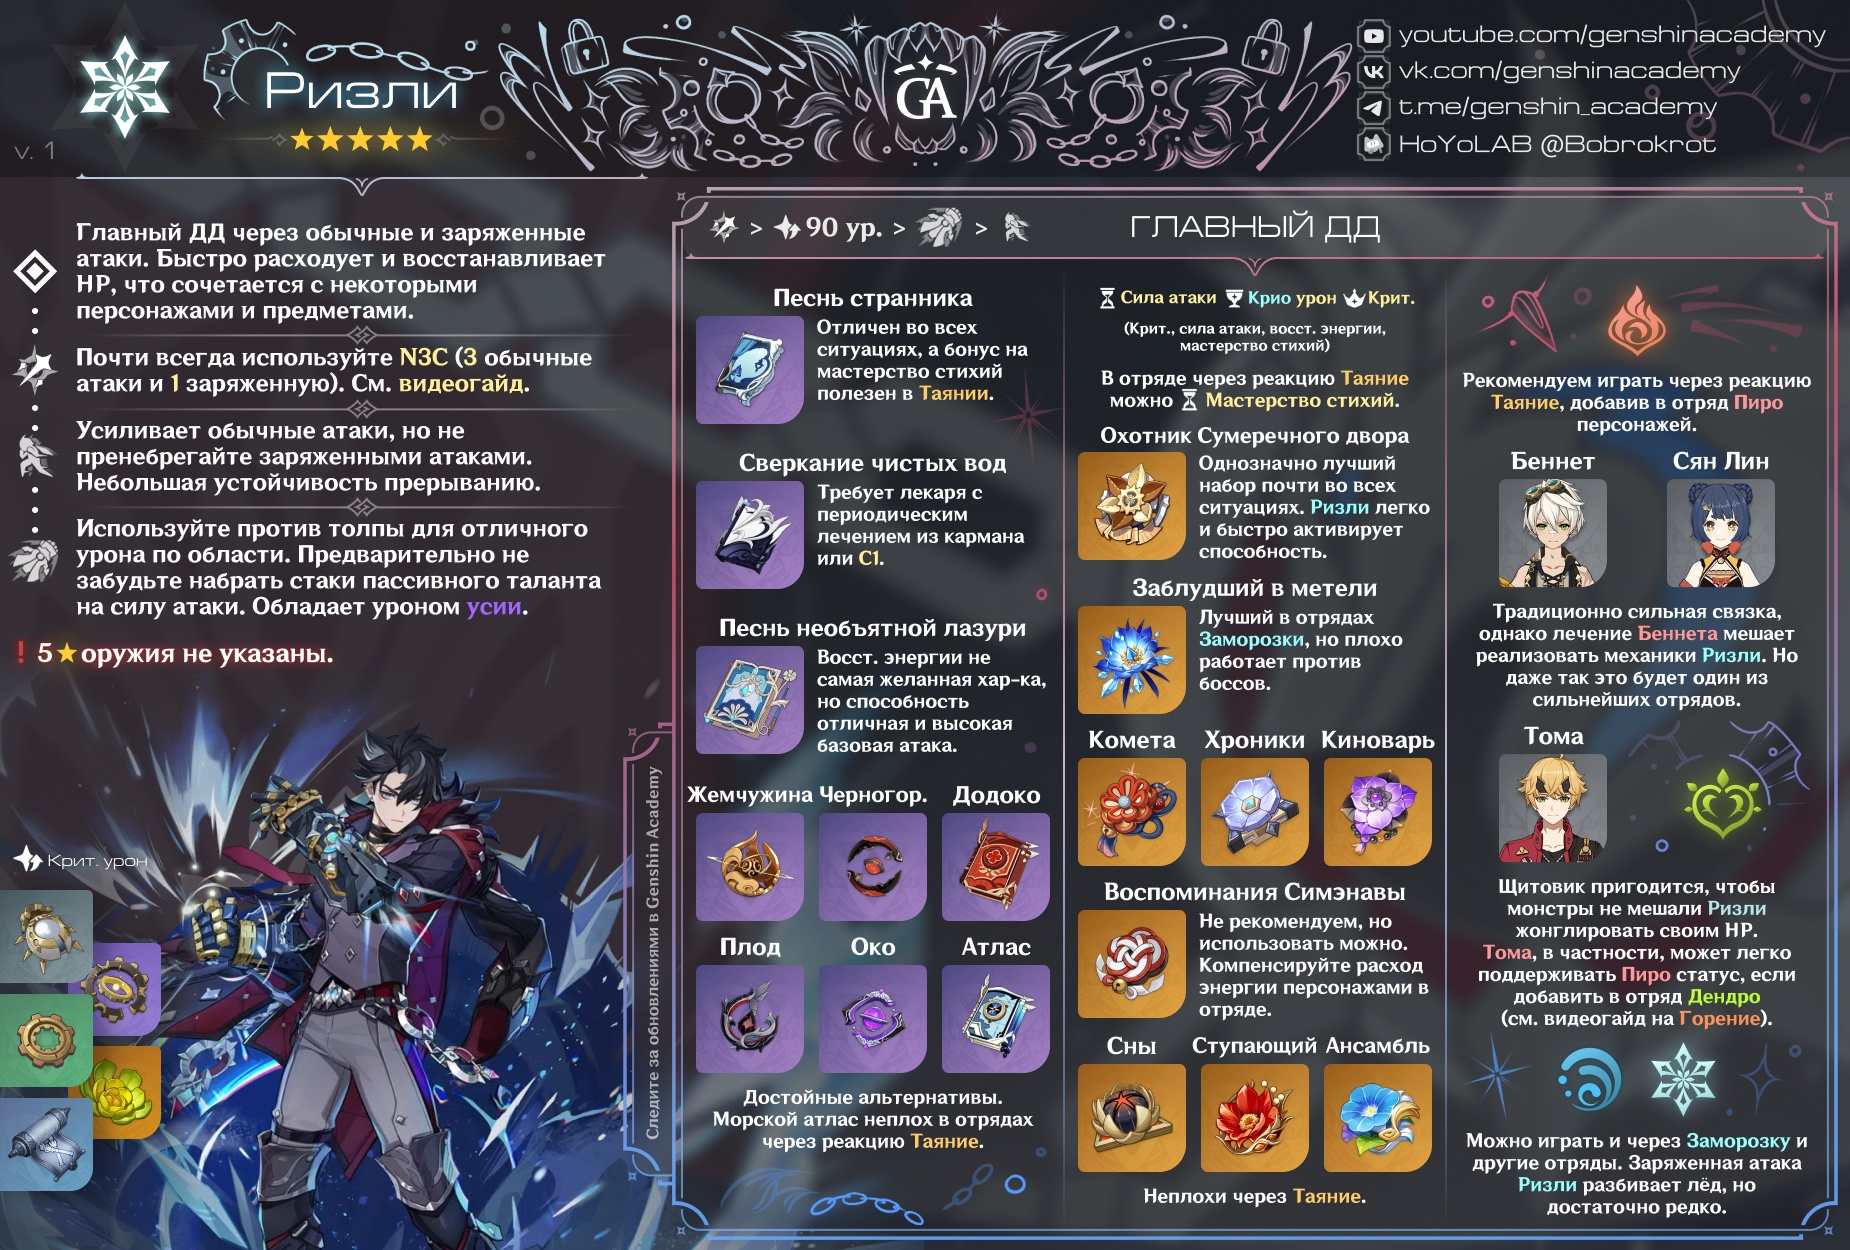 Ризли
v. 1
GA
youtube.com/genshinacademy
vk.com/genshinacademy
t.me/genshin_academy
HoYoLAB @Bobrokrot
Главный ДД через обычные и заряженные
атаки. Быстро расходует и восстанавливает
HP, что сочетается с некоторыми
персонажами и предметами.
Почти всегда используйте N3C (3 обычные
атаки и 1 заряженную). См. видеогайд.
Усиливает обычные атаки, но не
пренебрегайте заряженными атаками.
Небольшая устойчивость прерыванию.
Используйте против толпы для отличного
урона по области. Предварительно не
забудьте набрать стаки пассивного таланта
на силу атаки. Обладает уроном усии.
! 5★ оружия не указаны.
Крит. урон
Следите за обновлениями в Genshin Academy
> 90 ур. > >
ГЛАВНЫЙ ДД
Песнь странника
Отличен во всех
ситуациях, а бонус на
мастерство стихий
полезен в Таянии.
Сверкание чистых вод
Требует лекаря с
периодическим
лечением из кармана
или C1.
Песнь необъятной лазури
Восст. энергии не
самая желанная хар-ка,
но способность
отличная и высокая
базовая атака.
Жемчужина Черногор. Додоко
Плод Око Атлас
Достойные альтернативы.
Морской атлас неплох в отрядах
через реакцию Таяние.
Сила атаки Крио урон Крит.
(Крит., сила атаки, восст. энергии,
мастерство стихий)
В отряде через реакцию Таяние
можно Мастерство стихий.
Охотник Сумеречного двора
Однозначно лучший
набор почти во всех
ситуациях. Ризли легко
и быстро активирует
способность.
Заблудший в метели
Лучший в отрядах
Заморозки, но плохо
работает против
боссов.
Комета Хроники Киноварь
Воспоминания Симэнавы
Не рекомендуем, но
использовать можно.
Компенсируйте расход
энергии персонажами в
отряде.
Сны Ступающий Ансамбль
Неплохи через Таяние.
Рекомендуем играть через реакцию
Таяние, добавив в отряд Пиро
персонажей.
Беннет Сян Лин
Традиционно сильная связка,
однако лечение Беннета мешает
реализовать механики Ризли. Но
даже так это будет один из
сильнейших отрядов.
Тома
Щитовик пригодится, чтобы
монстры не мешали Ризли
жонглировать своим HP.
Тома, в частности, может легко
поддерживать Пиро статус, если
добавить в отряд Дендро
(см. видеогайд на Горение).
Можно играть и через Заморозку и
другие отряды. Заряженная атака
Ризли разбивает лёд, но
достаточно редко.